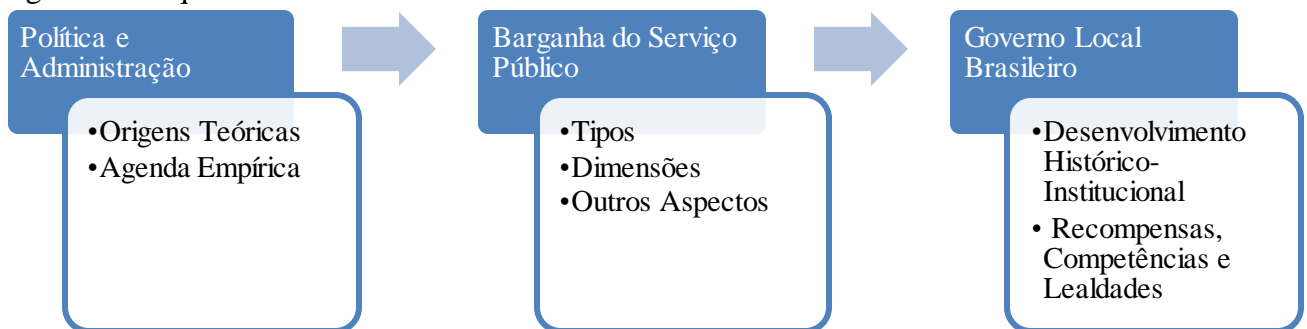 Política e
Administração
•Origens Teóricas
•Agenda Empírica
Barganha do Serviço
Público
•Tipos
•Dimensões
•Outros Aspectos
Governo Local
Brasileiro
•Desenvolvimento
Histórico-
Institucional
• Recompensas,
Competências e
Lealdades